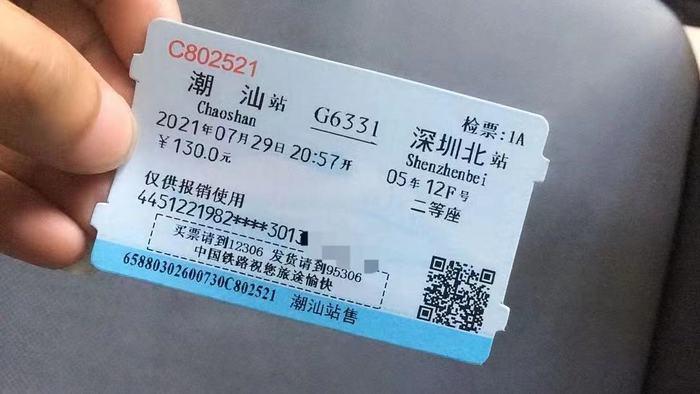 C802521
检票:1A
潮汕站 G6331 深圳北站
Chaoshan Shenzhenbei
2021年07月29日 20:57开 05车 12F号
￥130.0元 二等座
仅供报销使用
4451221982****3013
买票请到12306 发货请到95306
中国铁路祝您旅途愉快
65880302600730C802521 潮汕站售